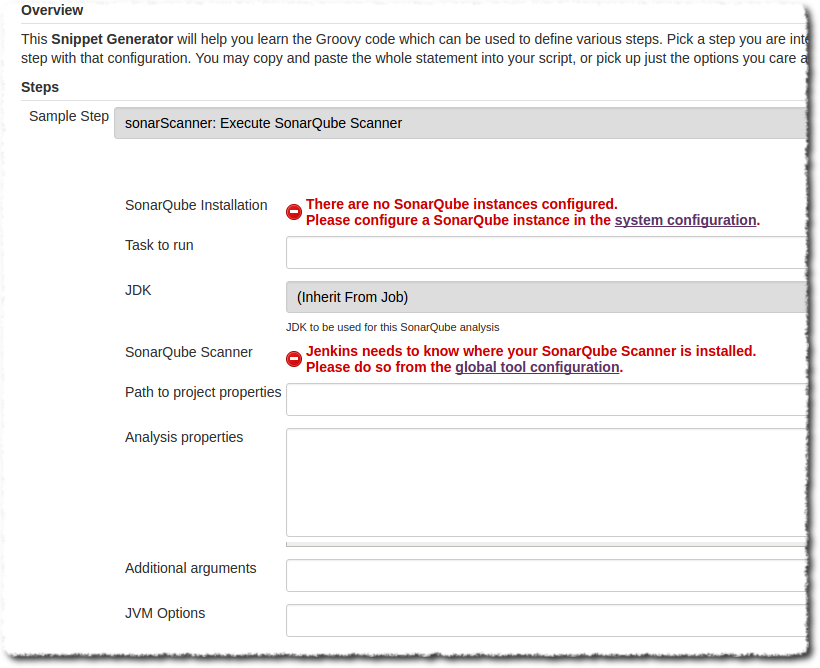 Overview
This Snippet Generator will help you learn the Groovy code which can be used to define various steps. Pick a step you are
step with that configuration. You may copy and paste the whole statement into your script, or pick up just the options you care
Steps
Sample Step
sonarScanner: Execute SonarQube Scanner
SonarQube Installation
There are no SonarQube instances configured.
Please configure a SonarQube instance in the system configuration.
Task to run
JDK
(Inherit From Job)
JDK to be used for this SonarQube analysis
SonarQube Scanner
Jenkins needs to know where your SonarQube Scanner is installed.
Please do so from the global tool configuration.
Path to project properties
Analysis properties
Additional arguments
JVM Options